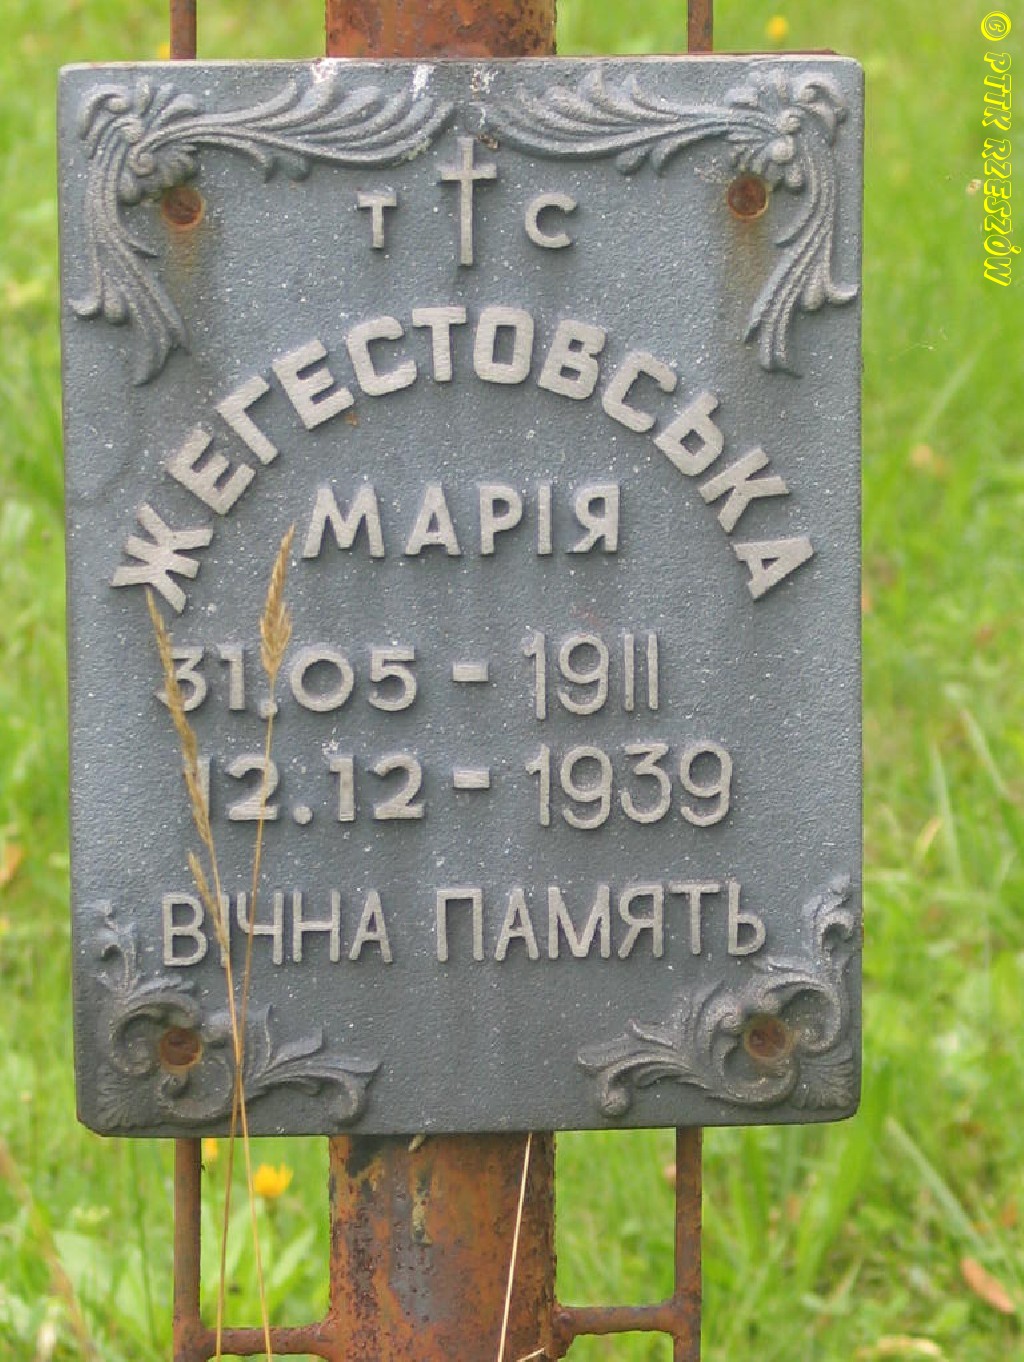 Т С
ЖЕГЕСТОВСЬКА
МАРІЯ
31.05 - 1911
12.12 - 1939
ВІЧНА ПАМЯТЬ
© PTTK RZESZÓW